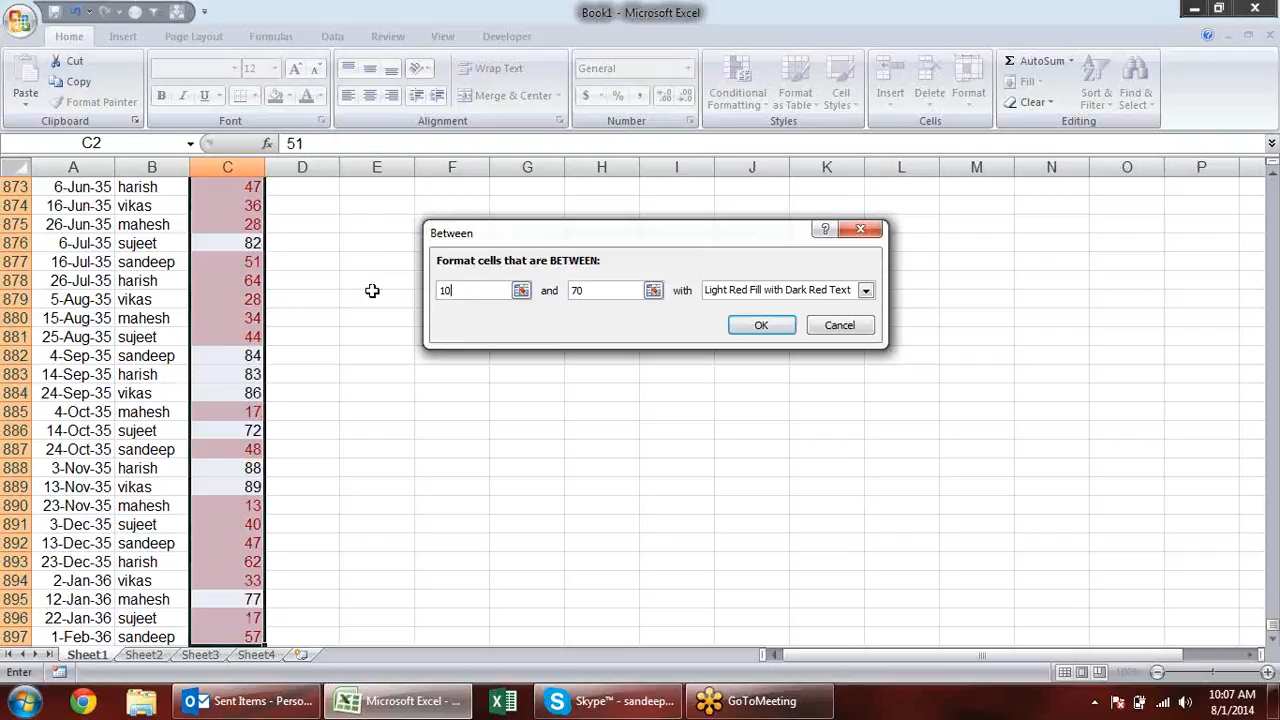 Book1 - Microsoft Excel
Home Insert Page Layout Formulas Data Review View Developer
Paste
Cut
Copy
Format Painter
Clipboard
12
Font
Wrap Text
Merge & Center
Alignment
General
Number
Conditional Formatting
Format as Table
Cell Styles
Styles
Insert Delete Format
Cells
AutoSum
Fill
Clear
Sort & Filter
Find & Select
Editing
C2 fx 51
A B C D E F G H I J K L M N O P
873 6-Jun-35 harish 47
874 16-Jun-35 vikas 36
875 26-Jun-35 mahesh 28
876 6-Jul-35 sujeet 82
877 16-Jul-35 sandeep 51
878 26-Jul-35 harish 64
879 5-Aug-35 vikas 28
880 15-Aug-35 mahesh 34
881 25-Aug-35 sujeet 44
882 4-Sep-35 sandeep 84
883 14-Sep-35 harish 83
884 24-Sep-35 vikas 86
885 4-Oct-35 mahesh 17
886 14-Oct-35 sujeet 72
887 24-Oct-35 sandeep 48
888 3-Nov-35 harish 88
889 13-Nov-35 vikas 89
890 23-Nov-35 mahesh 13
891 3-Dec-35 sujeet 40
892 13-Dec-35 sandeep 47
893 23-Dec-35 harish 62
894 2-Jan-36 vikas 33
895 12-Jan-36 mahesh 77
896 22-Jan-36 sujeet 17
897 1-Feb-36 sandeep 57
Between
Format cells that are BETWEEN:
10 and 70 with Light Red Fill with Dark Red Text
OK Cancel
Sheet1 Sheet2 Sheet3 Sheet4
Enter 100%
Sent Items - Perso...
Microsoft Excel - ...
Skype™ - sandeep...
GoToMeeting
10:07 AM
8/1/2014